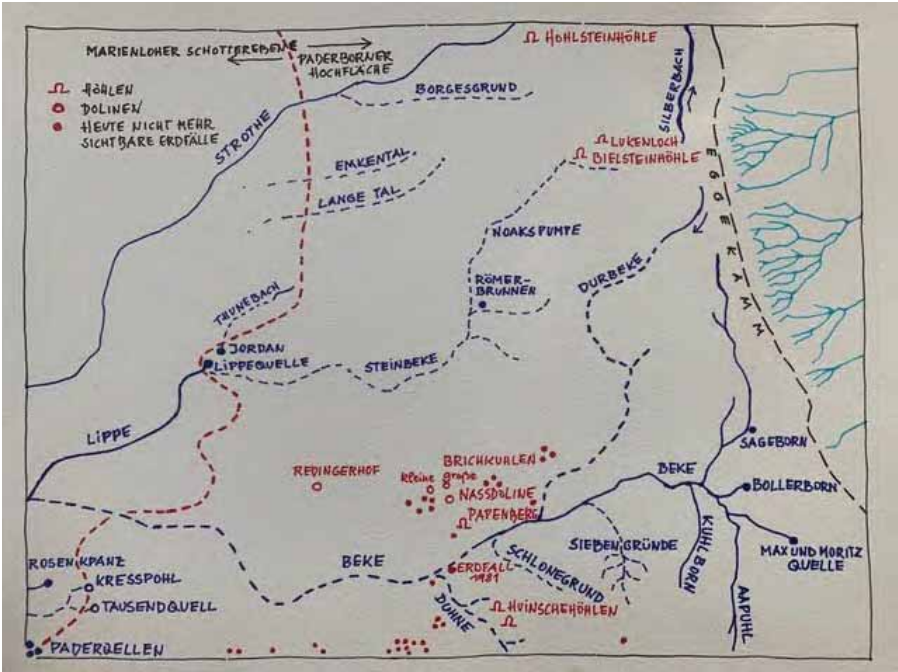 MARIENLOHER SCHOTTEREBENE
PADERBORNER
HOCHFLÄCHE
HÖHLEN
DOLINEN
HEUTE NICHT MEHR
SICHTBARE ERDFÄLLE
HOHLSTEINHÖHLE
SILBERBACH
BORGESGRUND
STROTHE
LUKENLOCH
BIELSTEINHÖHLE
EGGEKAMM
EMKENTAL
LANGE TAL
NOAKSPUMPE
RÖMER-
BRUNNEN
DURBEKE
THUNEBACH
JORDAN
LIPPEQUELLE
STEINBEKE
LIPPE
SAGEBORN
BRICHKUHLEN
REDINGERHOF
kleine große
NASSDOLINE
PAPENBERG
BEKE
BOLLERBORN
MAX UND MORITZ
QUELLE
KUHLBORN
AAPUHL
SIEBEN GRÜNDE
SCHLONEGRUND
BEKE
ERDFALL
1981
ROSENKRANZ
KRESSPOHL
TAUSENDQUELL
DUHNE
HUINSCHEHÖHLEN
PADERQELLEN